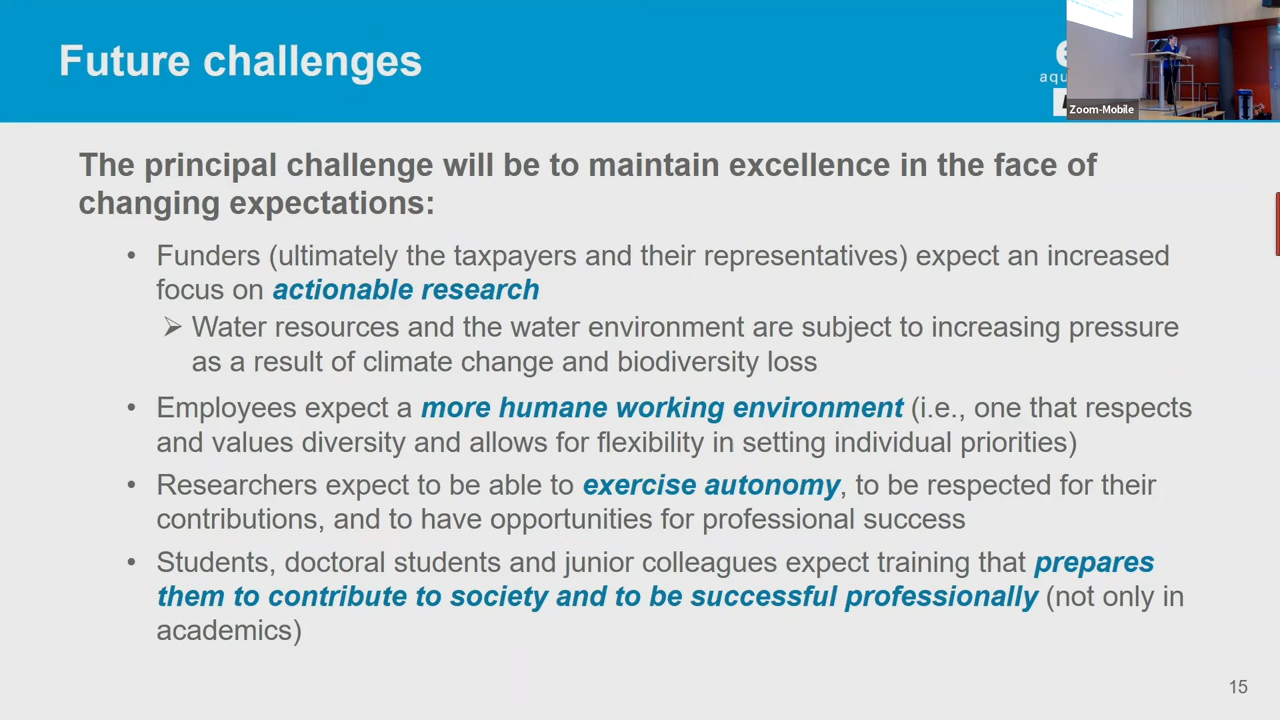 Future challenges
aqu
Zoom-Mobile
The principal challenge will be to maintain excellence in the face of
changing expectations:
• Funders (ultimately the taxpayers and their representatives) expect an increased
focus on actionable research
➢ Water resources and the water environment are subject to increasing pressure
as a result of climate change and biodiversity loss
• Employees expect a more humane working environment (i.e., one that respects
and values diversity and allows for flexibility in setting individual priorities)
• Researchers expect to be able to exercise autonomy, to be respected for their
contributions, and to have opportunities for professional success
• Students, doctoral students and junior colleagues expect training that prepares
them to contribute to society and to be successful professionally (not only in
academics)
15